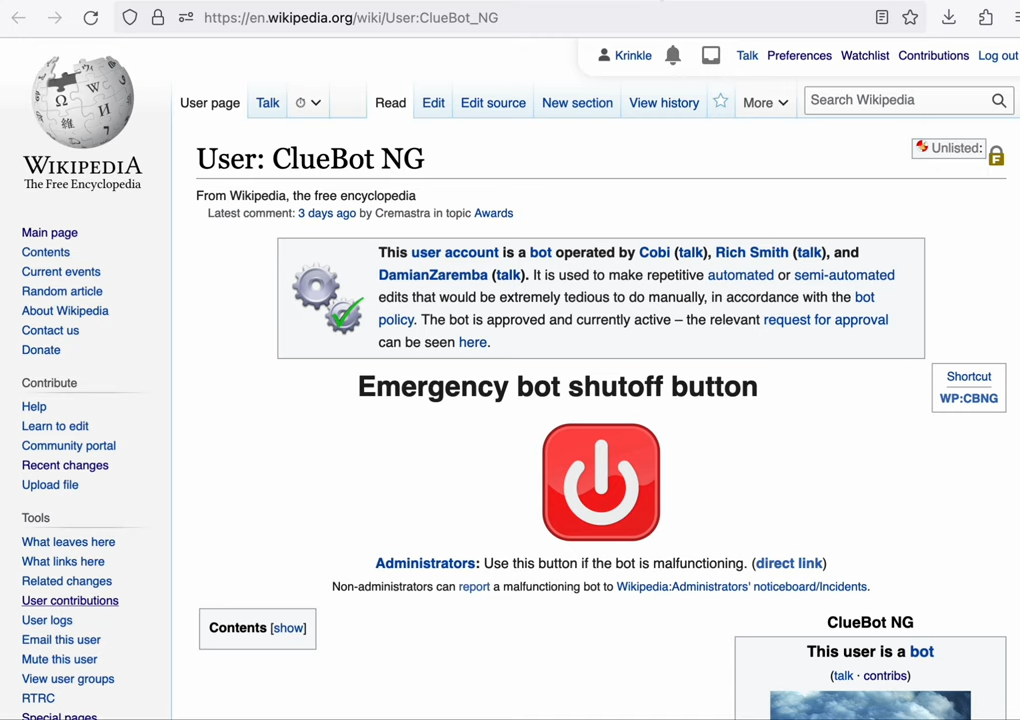 https://en.wikipedia.org/wiki/User:ClueBot_NG
Krinkle Talk Preferences Watchlist Contributions Log out
User page Talk Read Edit Edit source New section View history More Search Wikipedia
WIKIPEDIA
The Free Encyclopedia
Main page
Contents
Current events
Random article
About Wikipedia
Contact us
Donate
Contribute
Help
Learn to edit
Community portal
Recent changes
Upload file
Tools
What leaves here
What links here
Related changes
User contributions
User logs
Email this user
Mute this user
View user groups
RTRC
Special pages
User: ClueBot NG
Unlisted:
From Wikipedia, the free encyclopedia
Latest comment: 3 days ago by Cremastra in topic Awards
This user account is a bot operated by Cobi (talk), Rich Smith (talk), and
DamianZaremba (talk). It is used to make repetitive automated or semi-automated
edits that would be extremely tedious to do manually, in accordance with the bot
policy. The bot is approved and currently active – the relevant request for approval
can be seen here.
Emergency bot shutoff button
Shortcut
WP:CBNG
Administrators: Use this button if the bot is malfunctioning. (direct link)
Non-administrators can report a malfunctioning bot to Wikipedia:Administrators' noticeboard/Incidents.
Contents [show]
ClueBot NG
This user is a bot
(talk · contribs)